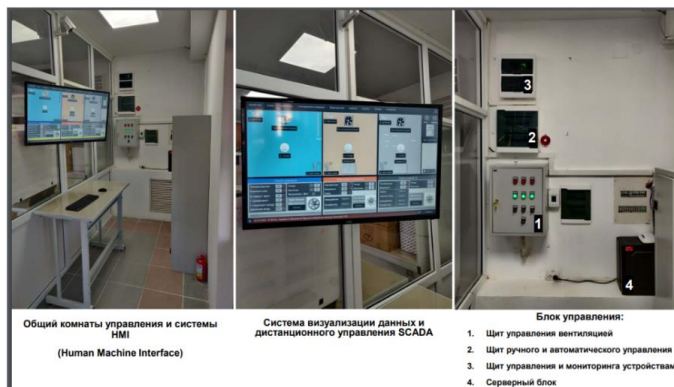 3
2
1
4
Общий комнаты управления и системы
HMI
(Human Machine Interface)
Система визуализации данных и
дистанционного управления SCADA
Блок управления:
1. Щит управления вентиляцией
2. Щит ручного и автоматического управления
3. Щит управления и мониторинга устройствам
4. Серверный блок